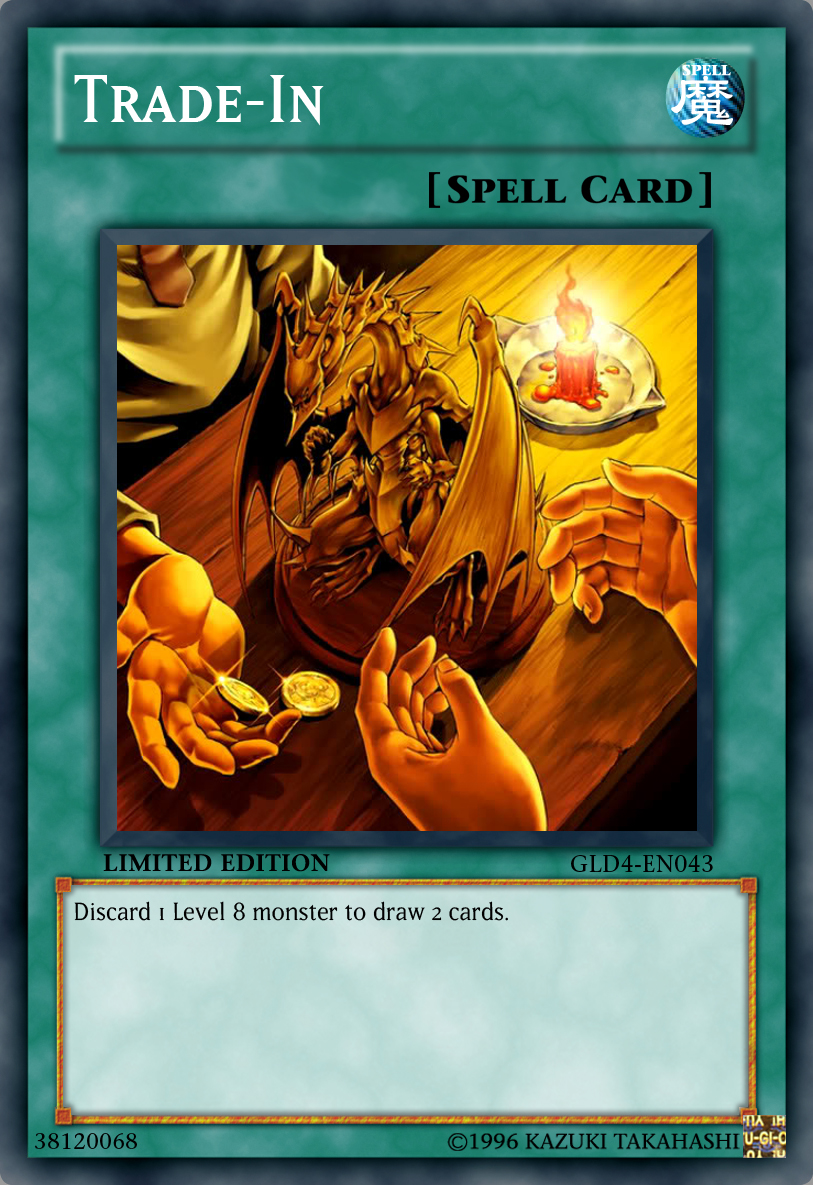 TRADE-IN
SPELL
魔
[SPELL CARD]
LIMITED EDITION
GLD4-EN043
Discard 1 Level 8 monster to draw 2 cards.
38120068
©1996 KAZUKI TAKAHASHI
U-GI-O